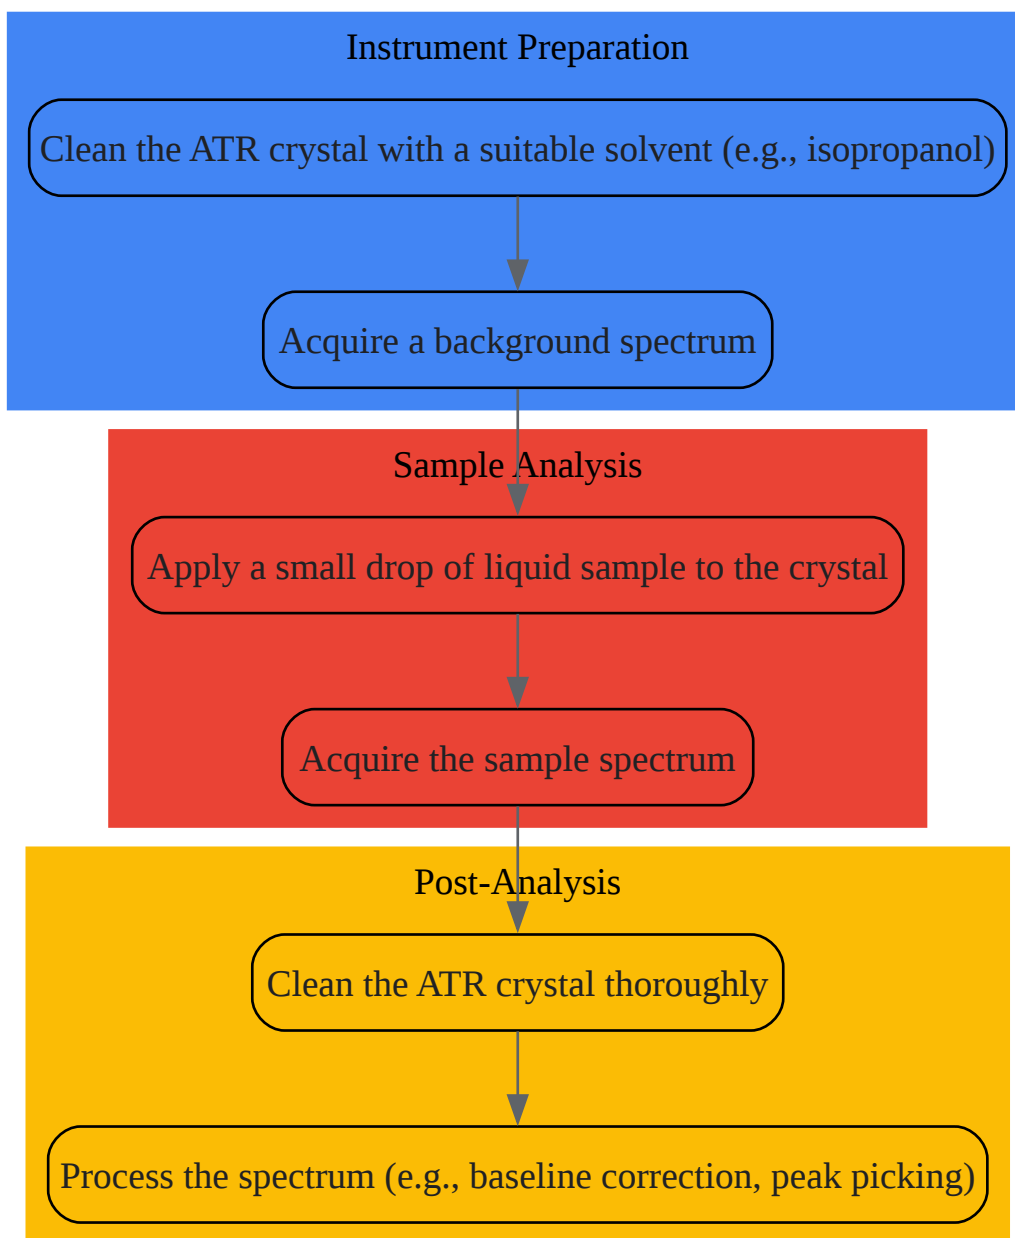 Instrument Preparation
Clean the ATR crystal with a suitable solvent (e.g., isopropanol)
Acquire a background spectrum
Sample Analysis
Apply a small drop of liquid sample to the crystal
Acquire the sample spectrum
Post-Analysis
Clean the ATR crystal thoroughly
Process the spectrum (e.g., baseline correction, peak picking)